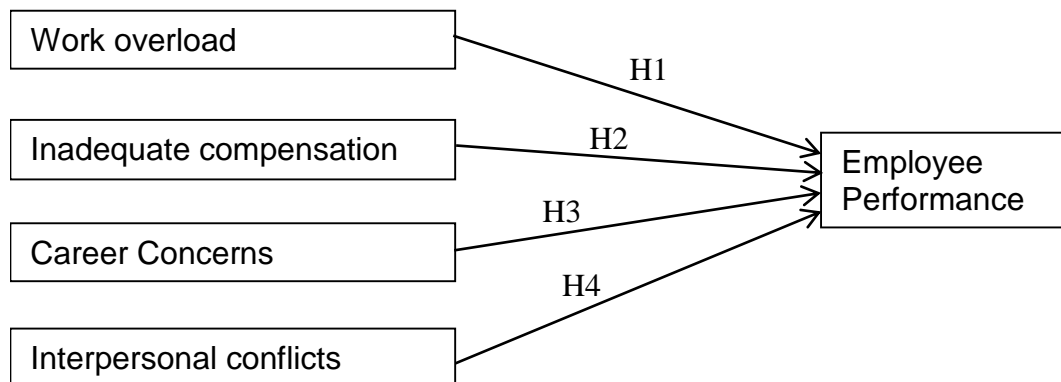 Work overload
H1
Inadequate compensation
H2
Employee
Performance
H3
Career Concerns
H4
Interpersonal conflicts